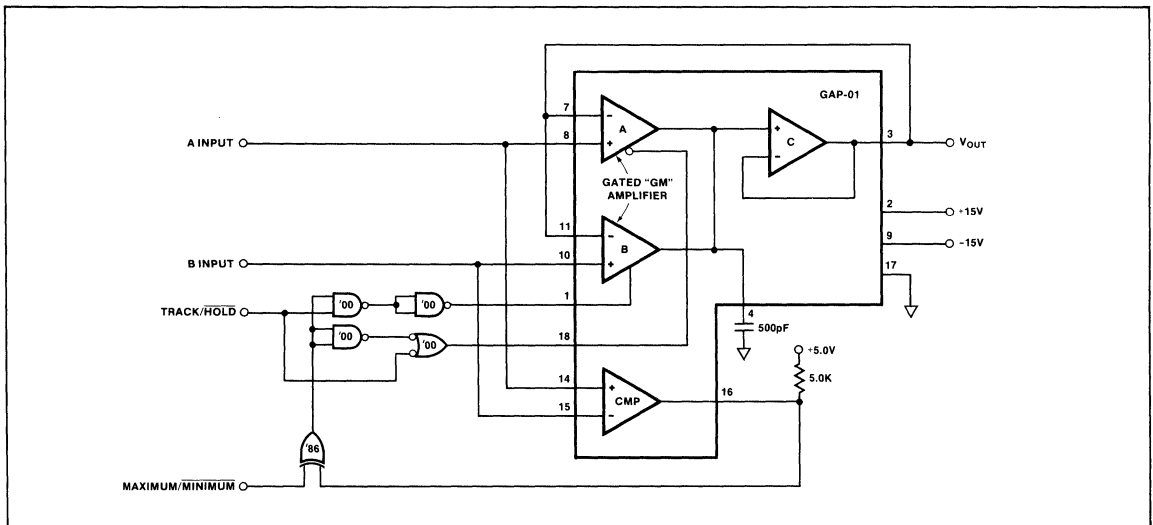 GAP-01
7
-
A
8
+
A INPUT
+
C
-
3
VOUT
GATED "GM"
AMPLIFIER
2
+15V
11
-
B
9
-15V
B INPUT
10
+
17
'00
'00
1
TRACK/HOLD
4
500pF
'00
'00
18
+5.0V
5.0K
14
+
CMP
16
15
-
'86
MAXIMUM/MINIMUM